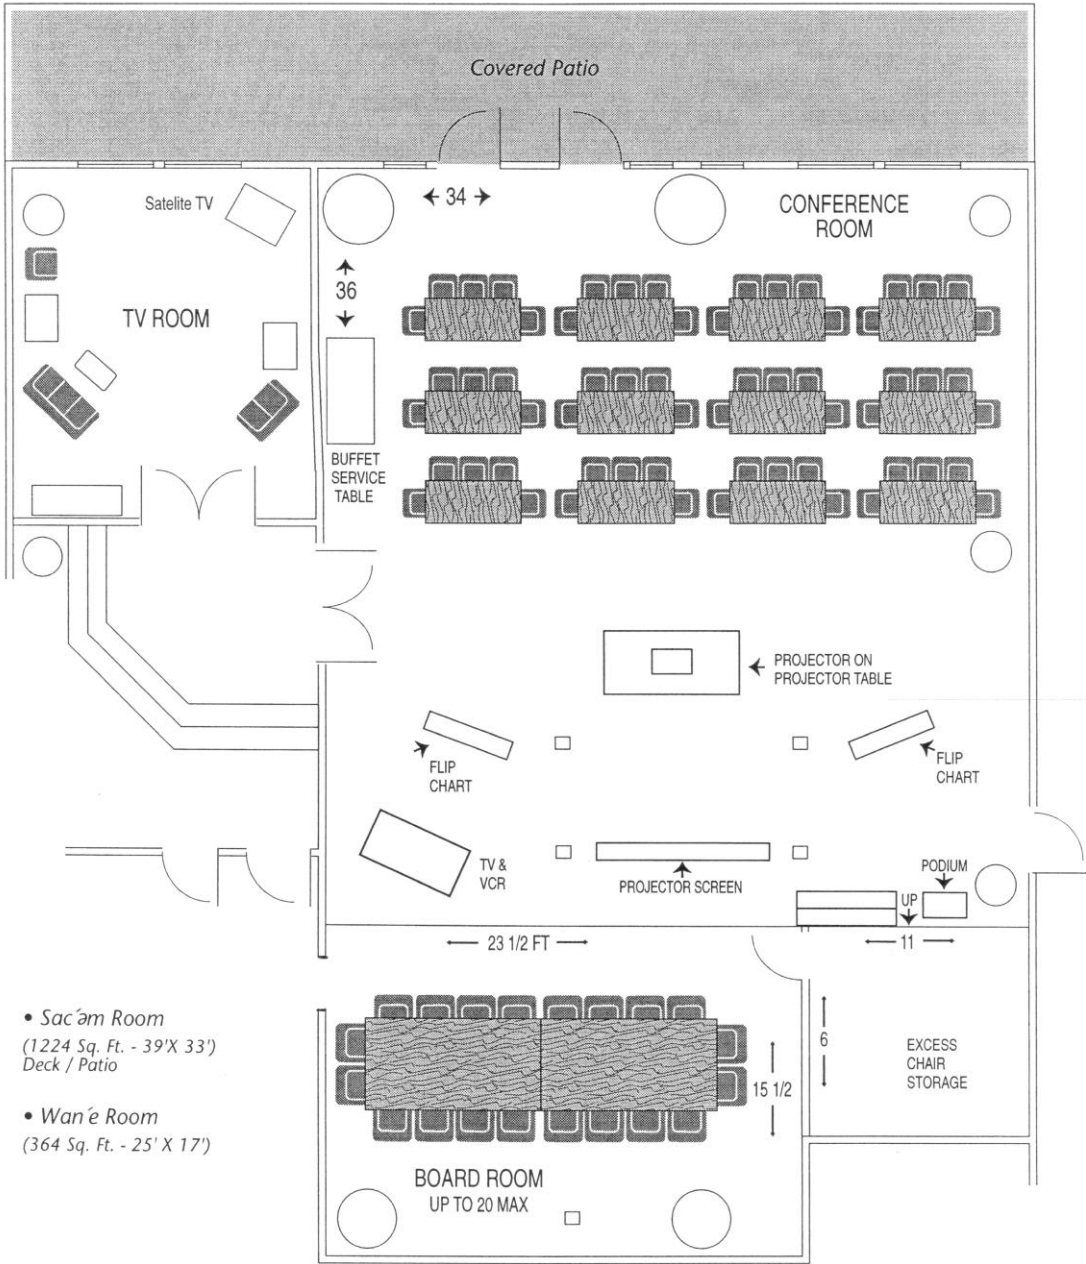 Covered Patio
Satelite TV
34
CONFERENCE
ROOM
36
TV ROOM
BUFFET
SERVICE
TABLE
PROJECTOR ON
PROJECTOR TABLE
FLIP
CHART
FLIP
CHART
TV &
VCR
PROJECTOR SCREEN
PODIUM
UP
23 1/2 FT
11
• Sac´əm Room
(1224 Sq. Ft. - 39'X 33')
Deck / Patio
6
EXCESS
CHAIR
STORAGE
15 1/2
• Wan´e Room
(364 Sq. Ft. - 25' X 17')
BOARD ROOM
UP TO 20 MAX